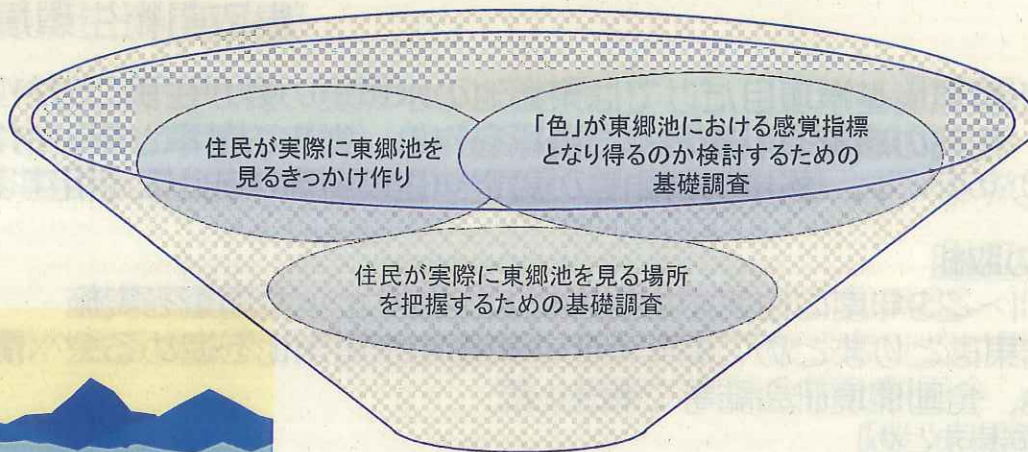 住民が実際に東郷池を
見るきっかけ作り
「色」が東郷池における感覚指標
となり得るのか検討するための
基礎調査
住民が実際に東郷池を見る場所
を把握するための基礎調査